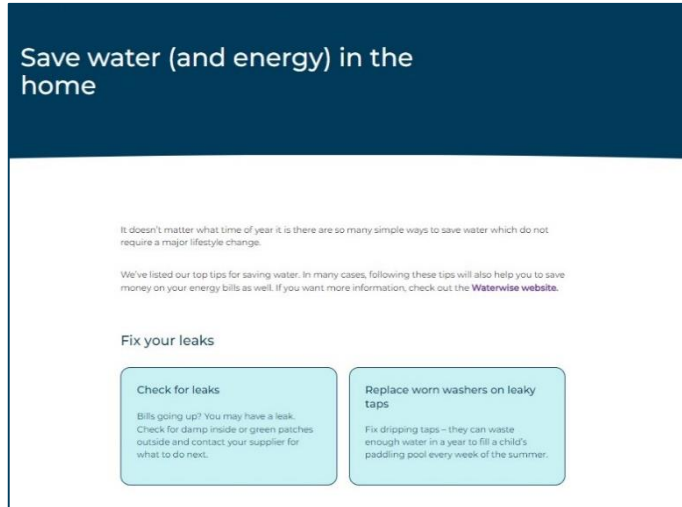 Save water (and energy) in the
home
It doesn't matter what time of year it is there are so many simple ways to save water which do not
require a major lifestyle change.
We've listed our top tips for saving water. In many cases, following these tips will also help you to save
money on your energy bills as well. If you want more information, check out the Waterwise website.
Fix your leaks
Check for leaks
Bills going up? You may have a leak.
Check for damp inside or green patches
outside and contact your supplier for
what to do next.
Replace worn washers on leaky
taps
Fix dripping taps – they can waste
enough water in a year to fill a child's
paddling pool every week of the summer.